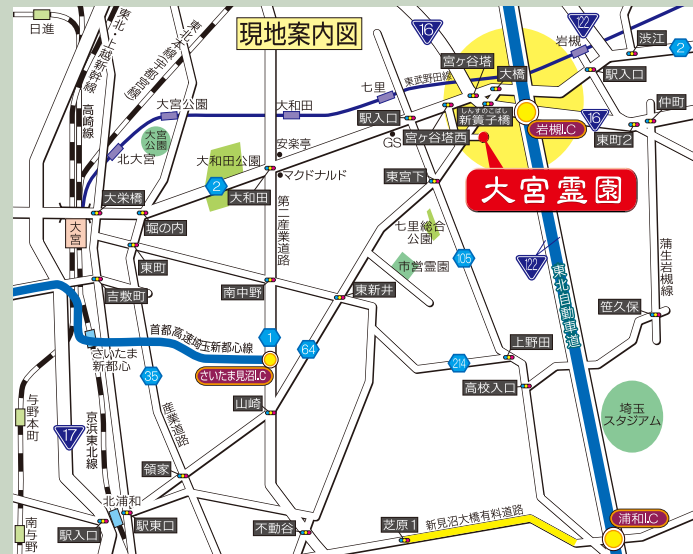 現地案内図
日進
東北・上越新幹線
東北本線(宇都宮線)
高崎線
16
122
岩槻
渋江
2
宮ヶ谷塔
大橋
駅入口
東武野田線
七里
大宮公園
大和田
駅入口
しんすのこばし
新簀子橋
16
仲町
岩槻I.C
東町2
大宮公園
北大宮
安楽亭
GS
宮ヶ谷塔西
大和田公園
マクドナルド
2
大和田
東宮下
大宮霊園
大栄橋
大宮
堀の内
第二産業道路
七里総合公園
東町
市営霊園
105
122
東北自動車道
蒲生岩槻線
吉敷町
南中野
東新井
笹久保
首都高速埼玉新都心線
1
64
さいたま新都心
上野田
214
35
さいたま見沼I.C
高校入口
与野本町
山崎
埼玉スタジアム
17
京浜東北線
産業道路
領家
北浦和
新見沼大橋有料道路
浦和I.C
南与野
駅入口
駅東口
不動谷
芝原1